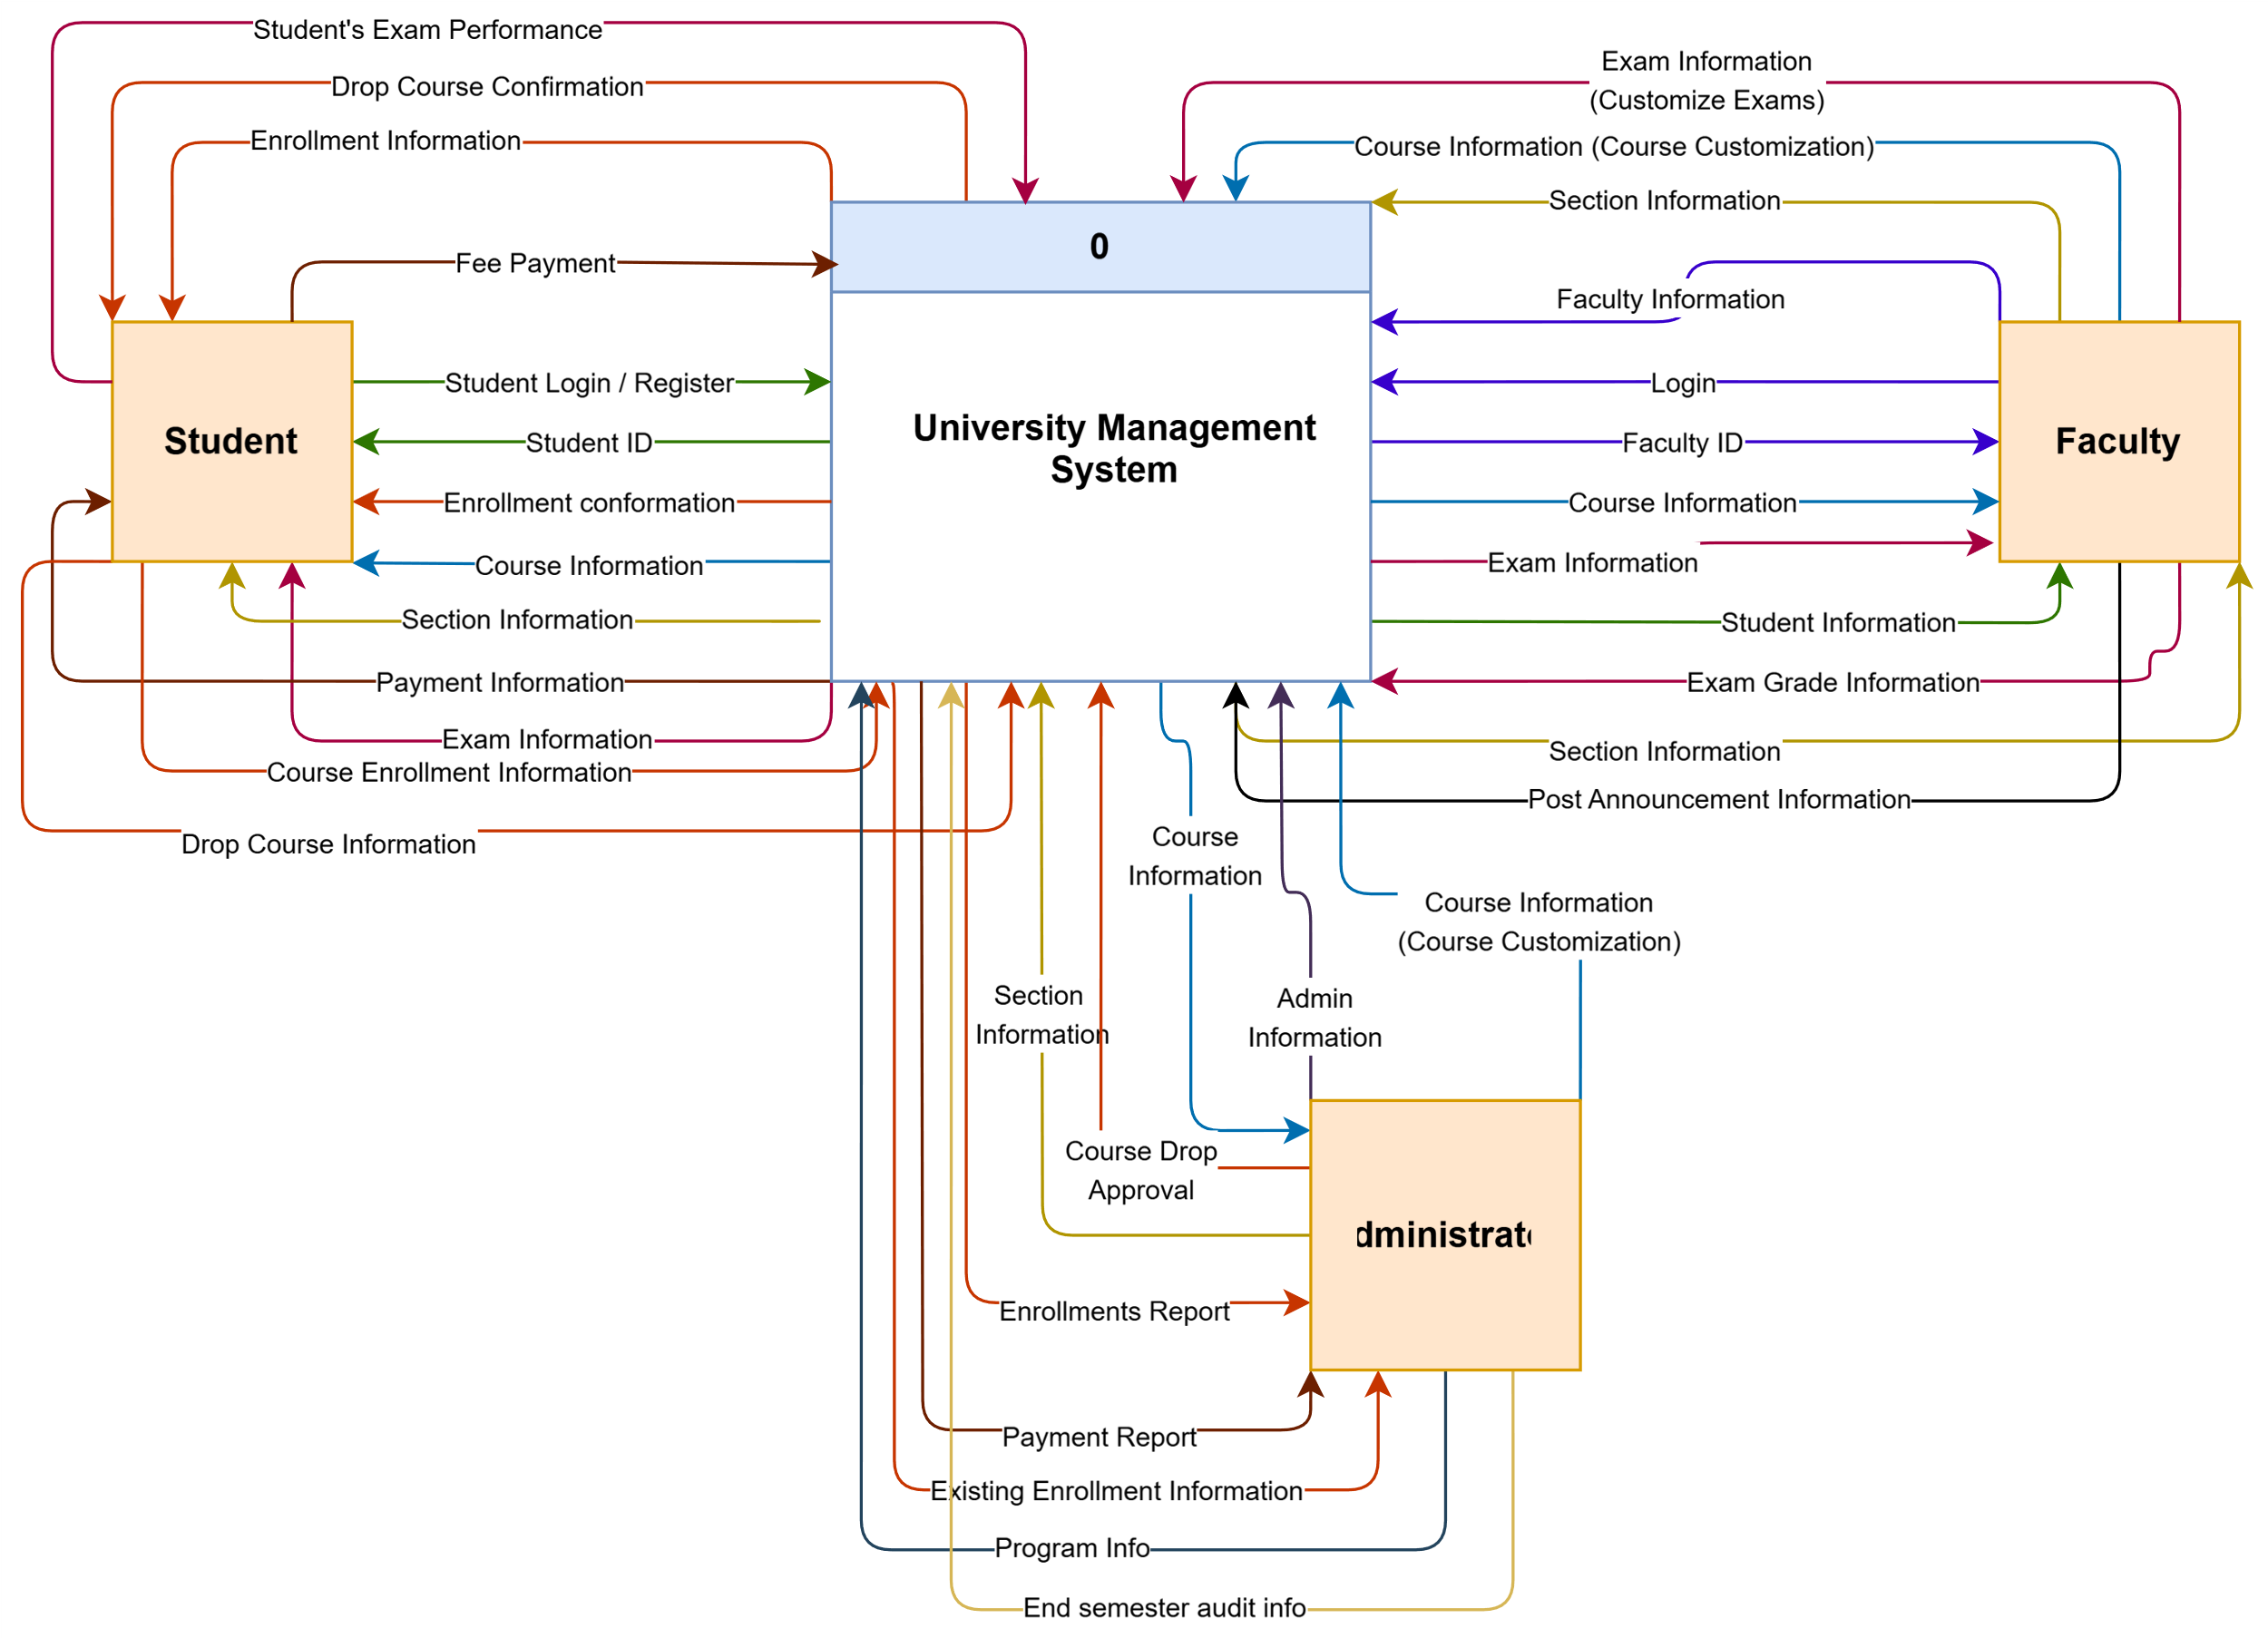 Student's Exam Performance
Exam Information
(Customize Exams)
Drop Course Confirmation
Enrollment Information
Course Information (Course Customization)
Section Information
0
Fee Payment
Faculty Information
Student Login / Register
Login
University Management
System
Student
Student ID
Faculty ID
Faculty
Enrollment conformation
Course Information
Course Information
Exam Information
Section Information
Student Information
Payment Information
Exam Grade Information
Exam Information
Section Information
Course Enrollment Information
Post Announcement Information
Drop Course Information
Course
Information
Course Information
(Course Customization)
Section
Information
Admin
Information
Course Drop
Approval
dministrat
Enrollments Report
Payment Report
Existing Enrollment Information
Program Info
End semester audit info